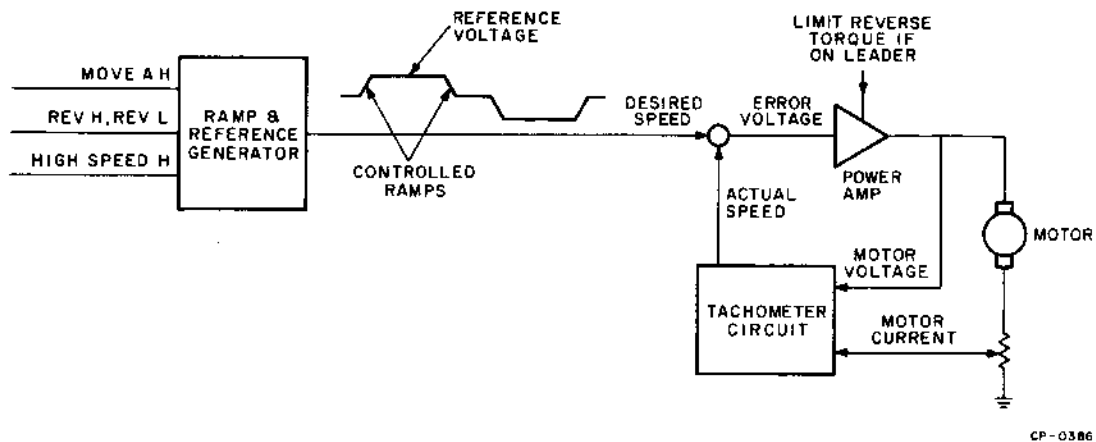 MOVE A H
REV H, REV L
HIGH SPEED H
RAMP &
REFERENCE
GENERATOR
REFERENCE
VOLTAGE
CONTROLLED
RAMPS
DESIRED
SPEED
ERROR
VOLTAGE
LIMIT REVERSE
TORQUE IF
ON LEADER
POWER
AMP
ACTUAL
SPEED
MOTOR
MOTOR
VOLTAGE
TACHOMETER
CIRCUIT
MOTOR
CURRENT
CP-0386